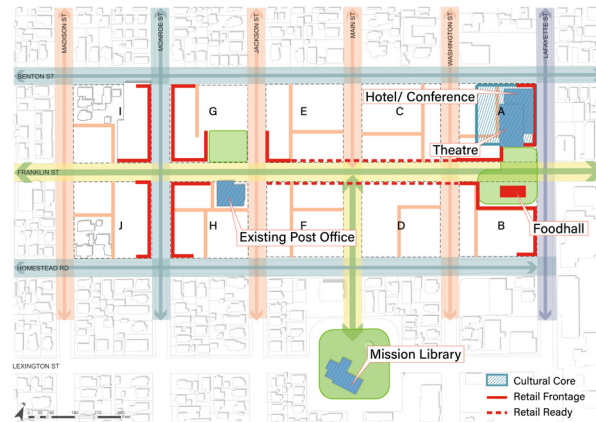 MADISON ST
MONROE ST
JACKSON ST
MAIN ST
WASHINGTON ST
LAFAYETTE ST
BENTON ST
Hotel/ Conference
I
G
E
C
A
Theatre
FRANKLIN ST
Foodhall
J
H
Existing Post Office
F
D
B
HOMESTEAD RD
LEXINGTON ST
Mission Library
Cultural Core
Retail Frontage
Retail Ready